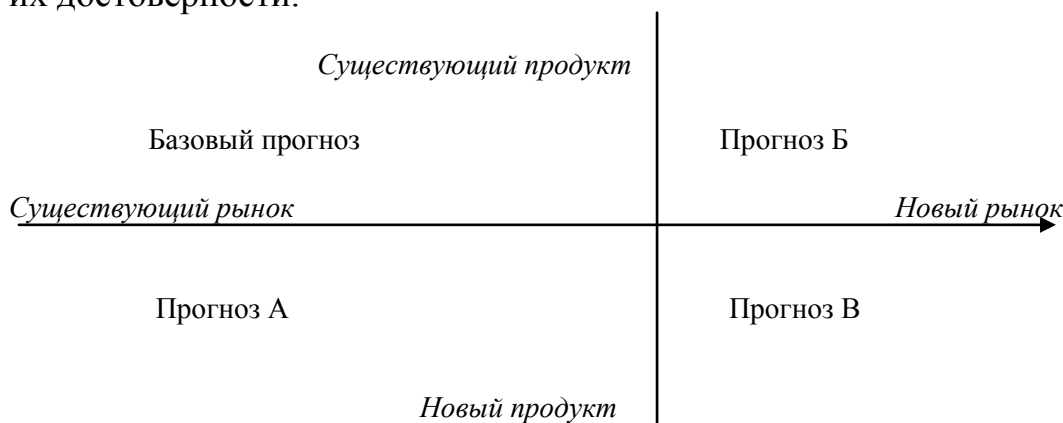 их достоверности.
Существующий продукт
Базовый прогноз Прогноз Б
Существующий рынок Новый рынок
Прогноз А Прогноз В
Новый продукт